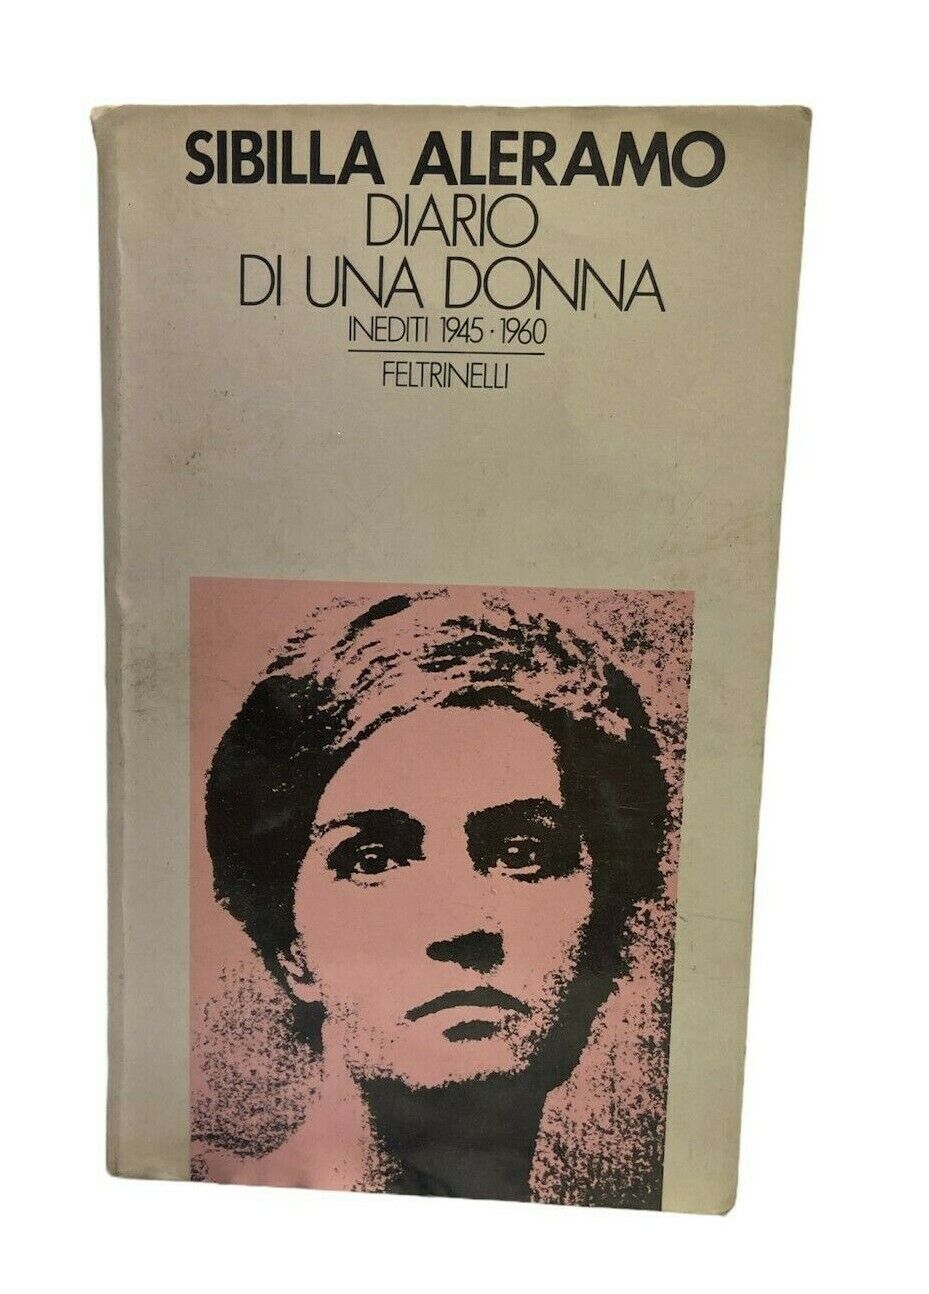 SIBILLA ALERAMO
DIARIO
DI UNA DONNA
INEDITI 1945·1960
FELTRINELLI